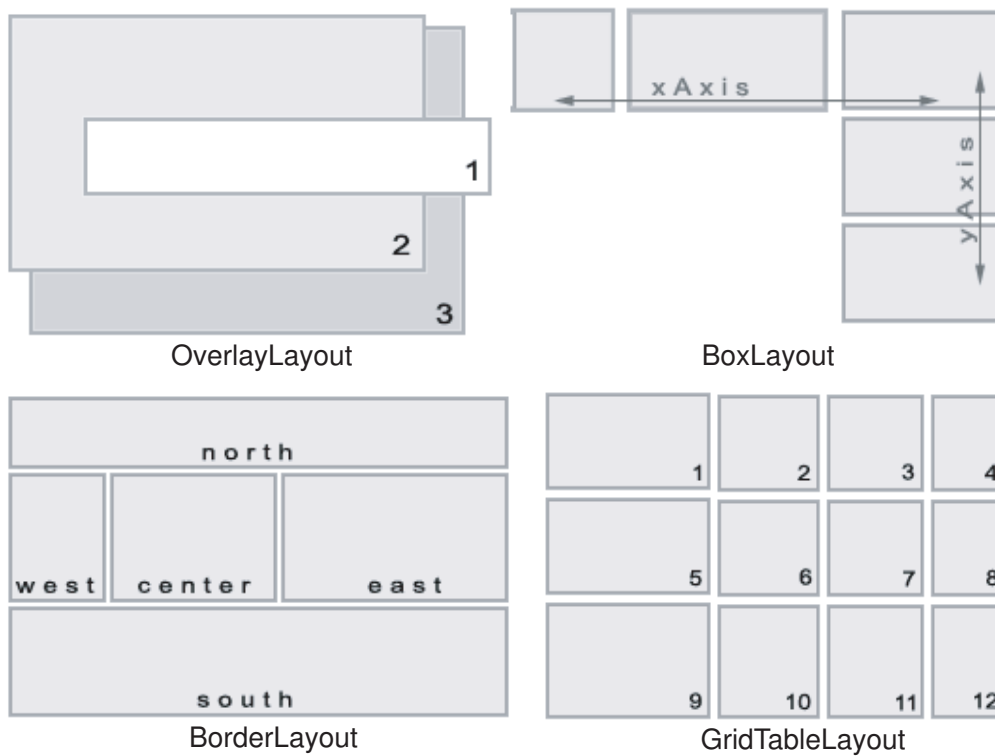 1
2
3
OverlayLayout
xAxis
yAxis
BoxLayout
north
west center east
south
BorderLayout
1 2 3 4
5 6 7 8
9 10 11 12
GridTableLayout